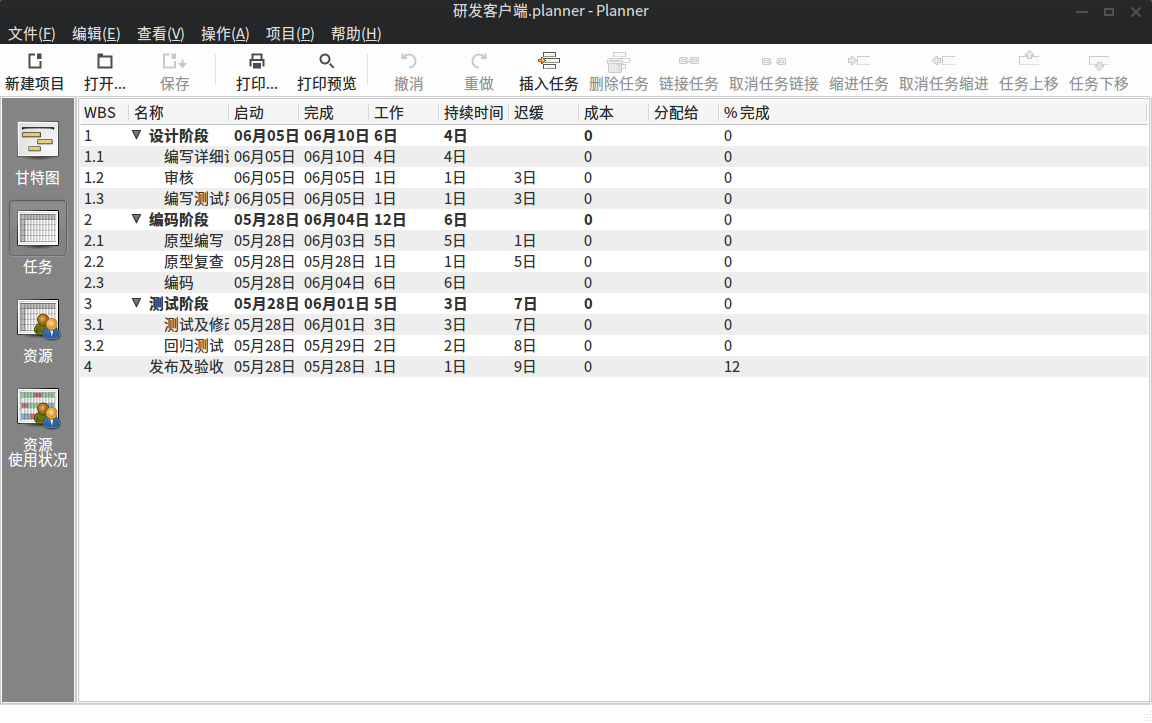 研发客户端.planner - Planner
文件(F) 编辑(E) 查看(V) 操作(A) 项目(P) 帮助(H)
新建项目 打开... 保存 打印... 打印预览 撤消 重做 插入任务 删除任务 链接任务 取消任务链接 缩进任务 取消任务缩进 任务上移 任务下移
甘特图
任务
资源
资源
使用状况
WBS 名称 启动 完成 工作 持续时间 迟缓 成本 分配给 % 完成
1 设计阶段 06月05日 06月10日 6日 4日 0 0
1.1 编写详细 06月05日 06月10日 4日 4日 0 0
1.2 审核 06月05日 06月05日 1日 1日 3日 0 0
1.3 编写测试 06月05日 06月05日 1日 1日 3日 0 0
2 编码阶段 05月28日 06月04日 12日 6日 0 0
2.1 原型编写 05月28日 06月03日 5日 5日 1日 0 0
2.2 原型复查 05月28日 05月28日 1日 1日 5日 0 0
2.3 编码 05月28日 06月04日 6日 6日 0 0
3 测试阶段 05月28日 06月01日 5日 3日 7日 0 0
3.1 测试及修 05月28日 06月01日 3日 3日 7日 0 0
3.2 回归测试 05月28日 05月29日 2日 2日 8日 0 0
4 发布及验收 05月28日 05月28日 1日 1日 9日 0 12